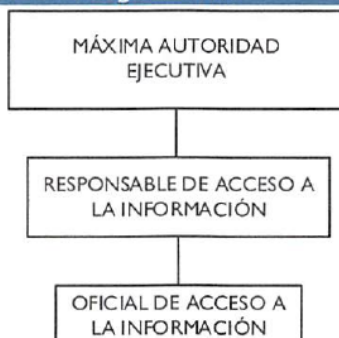 MÁXIMA AUTORIDAD
EJECUTIVA
RESPONSABLE DE ACCESO A
LA INFORMACIÓN
OFICIAL DE ACCESO A
LA INFORMACIÓN